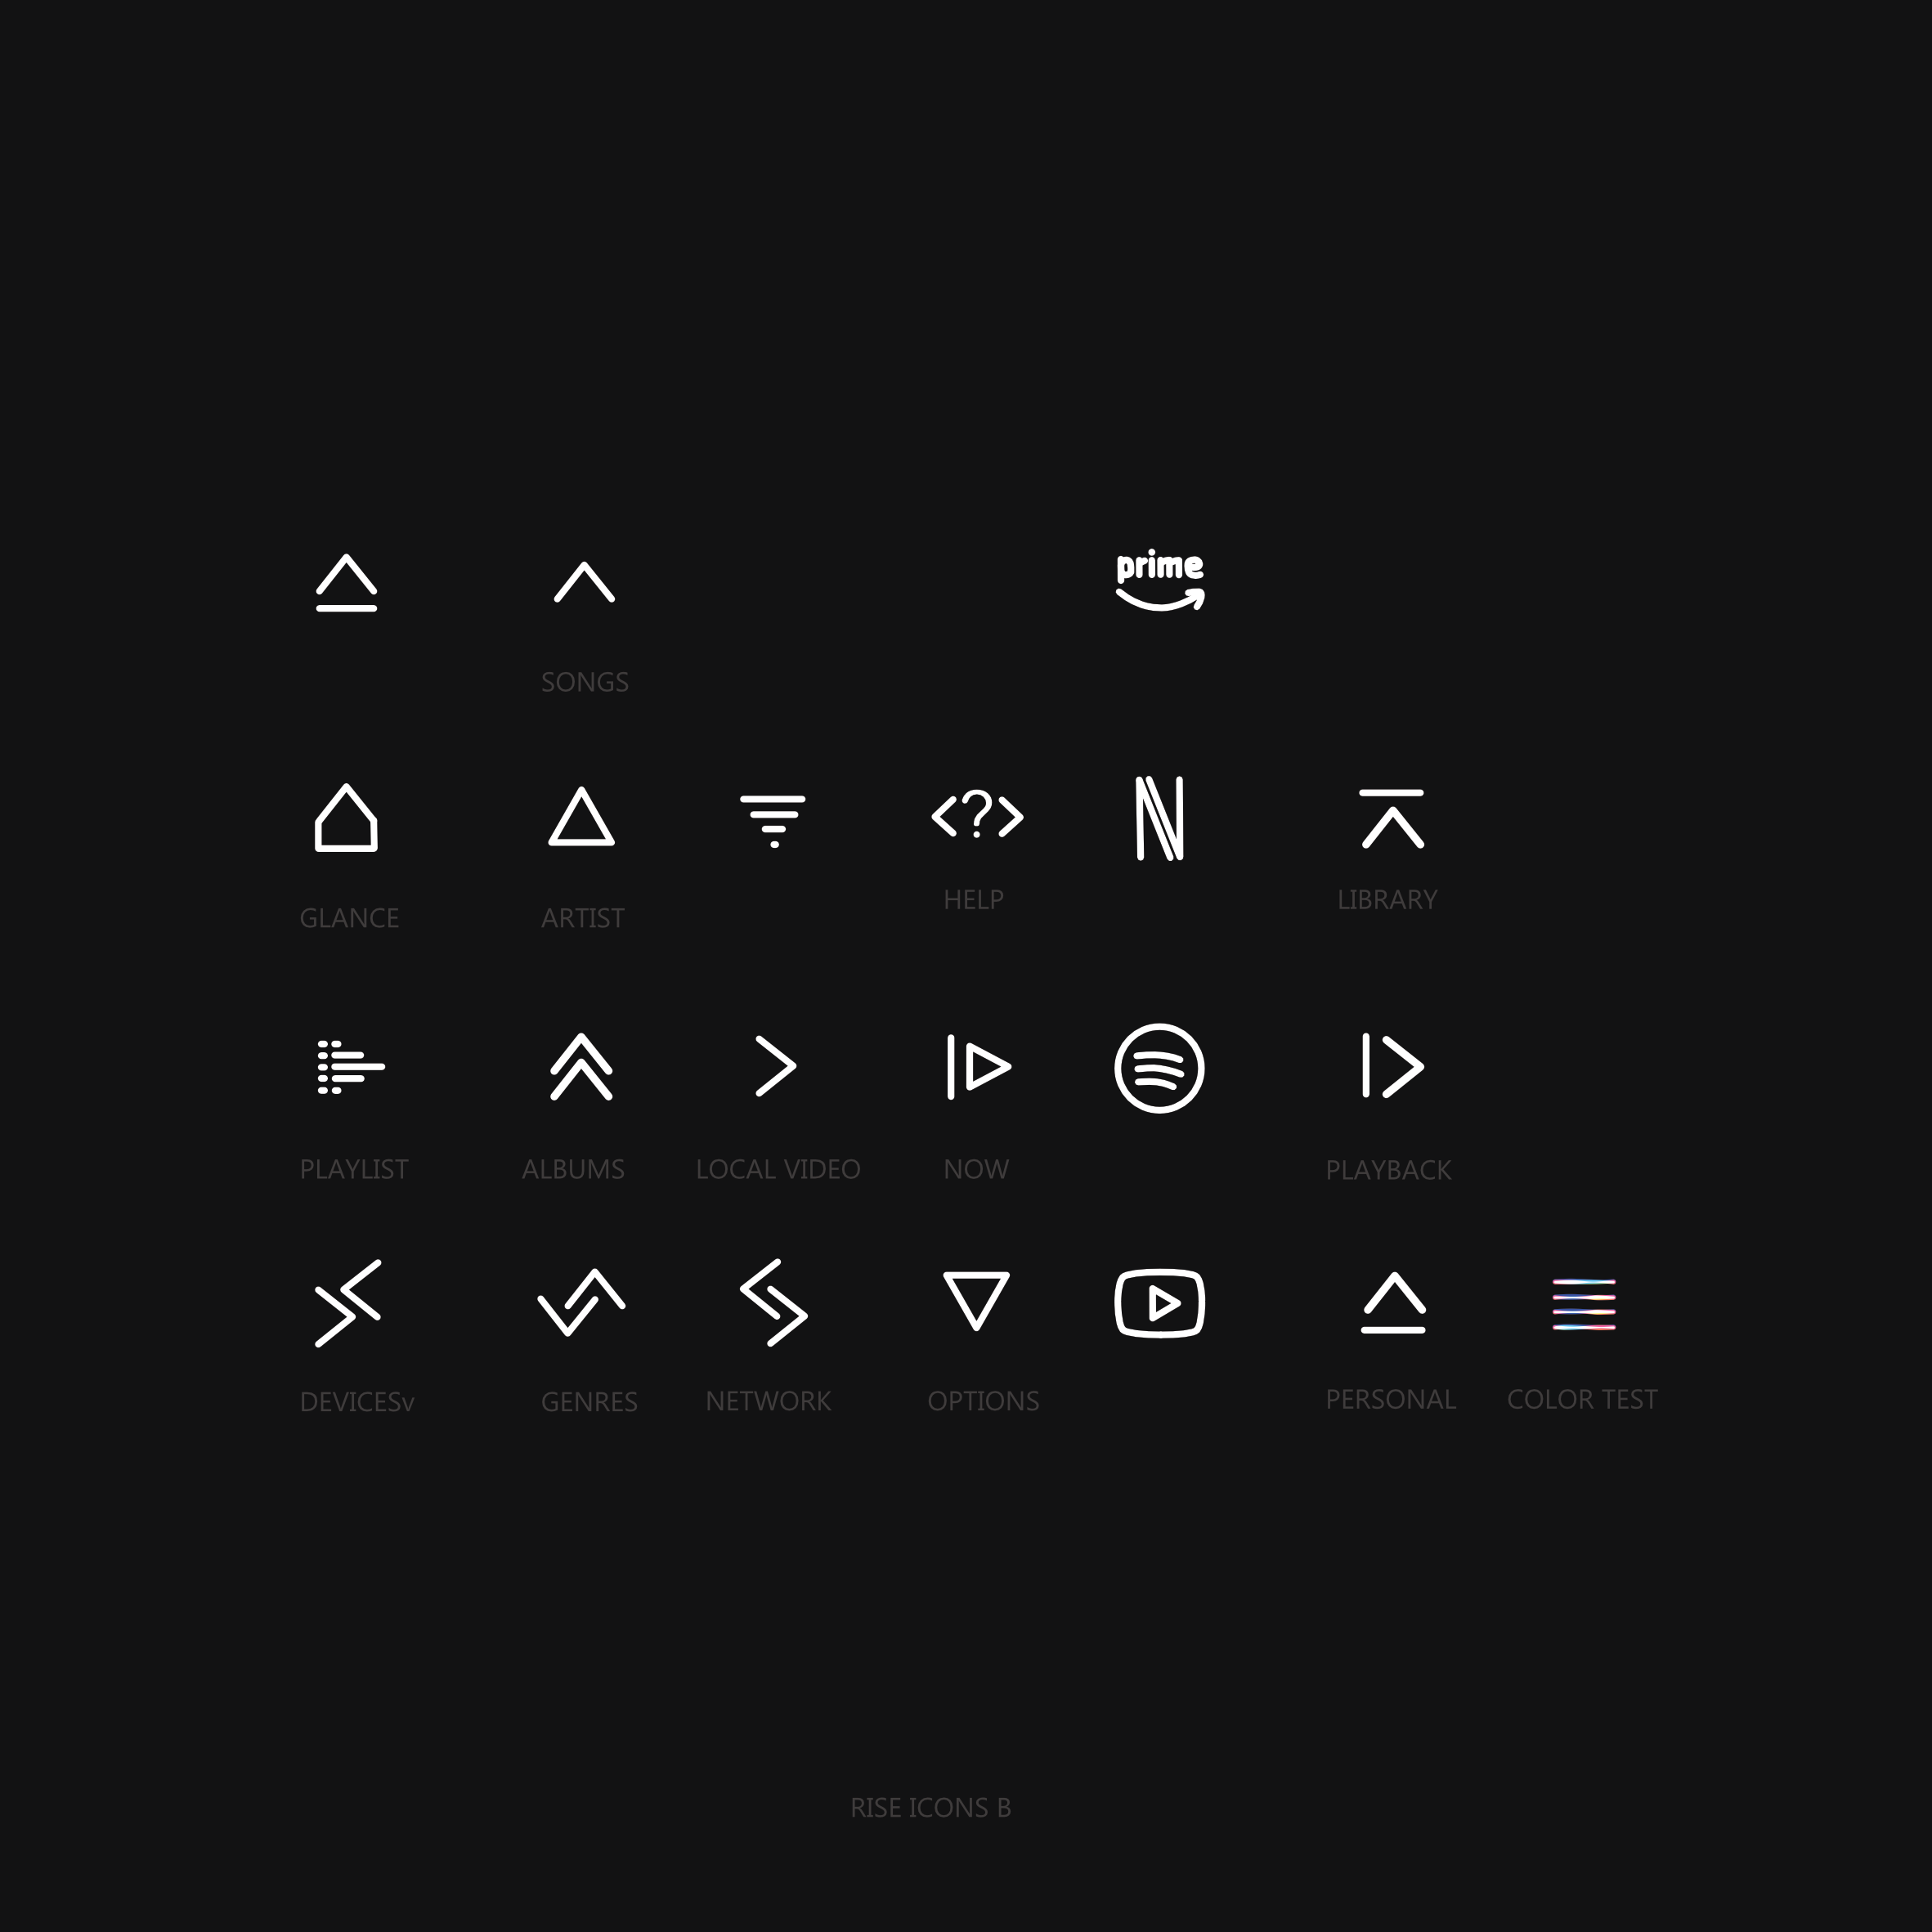 prime
SONGS
HELP
LIBRARY
GLANCE
ARTIST
PLAYLIST
ALBUMS
LOCAL VIDEO
NOW
PLAYBACK
DEVICESv
GENRES
NETWORK
OPTIONS
PERSONAL
COLOR TEST
RISE ICONS B